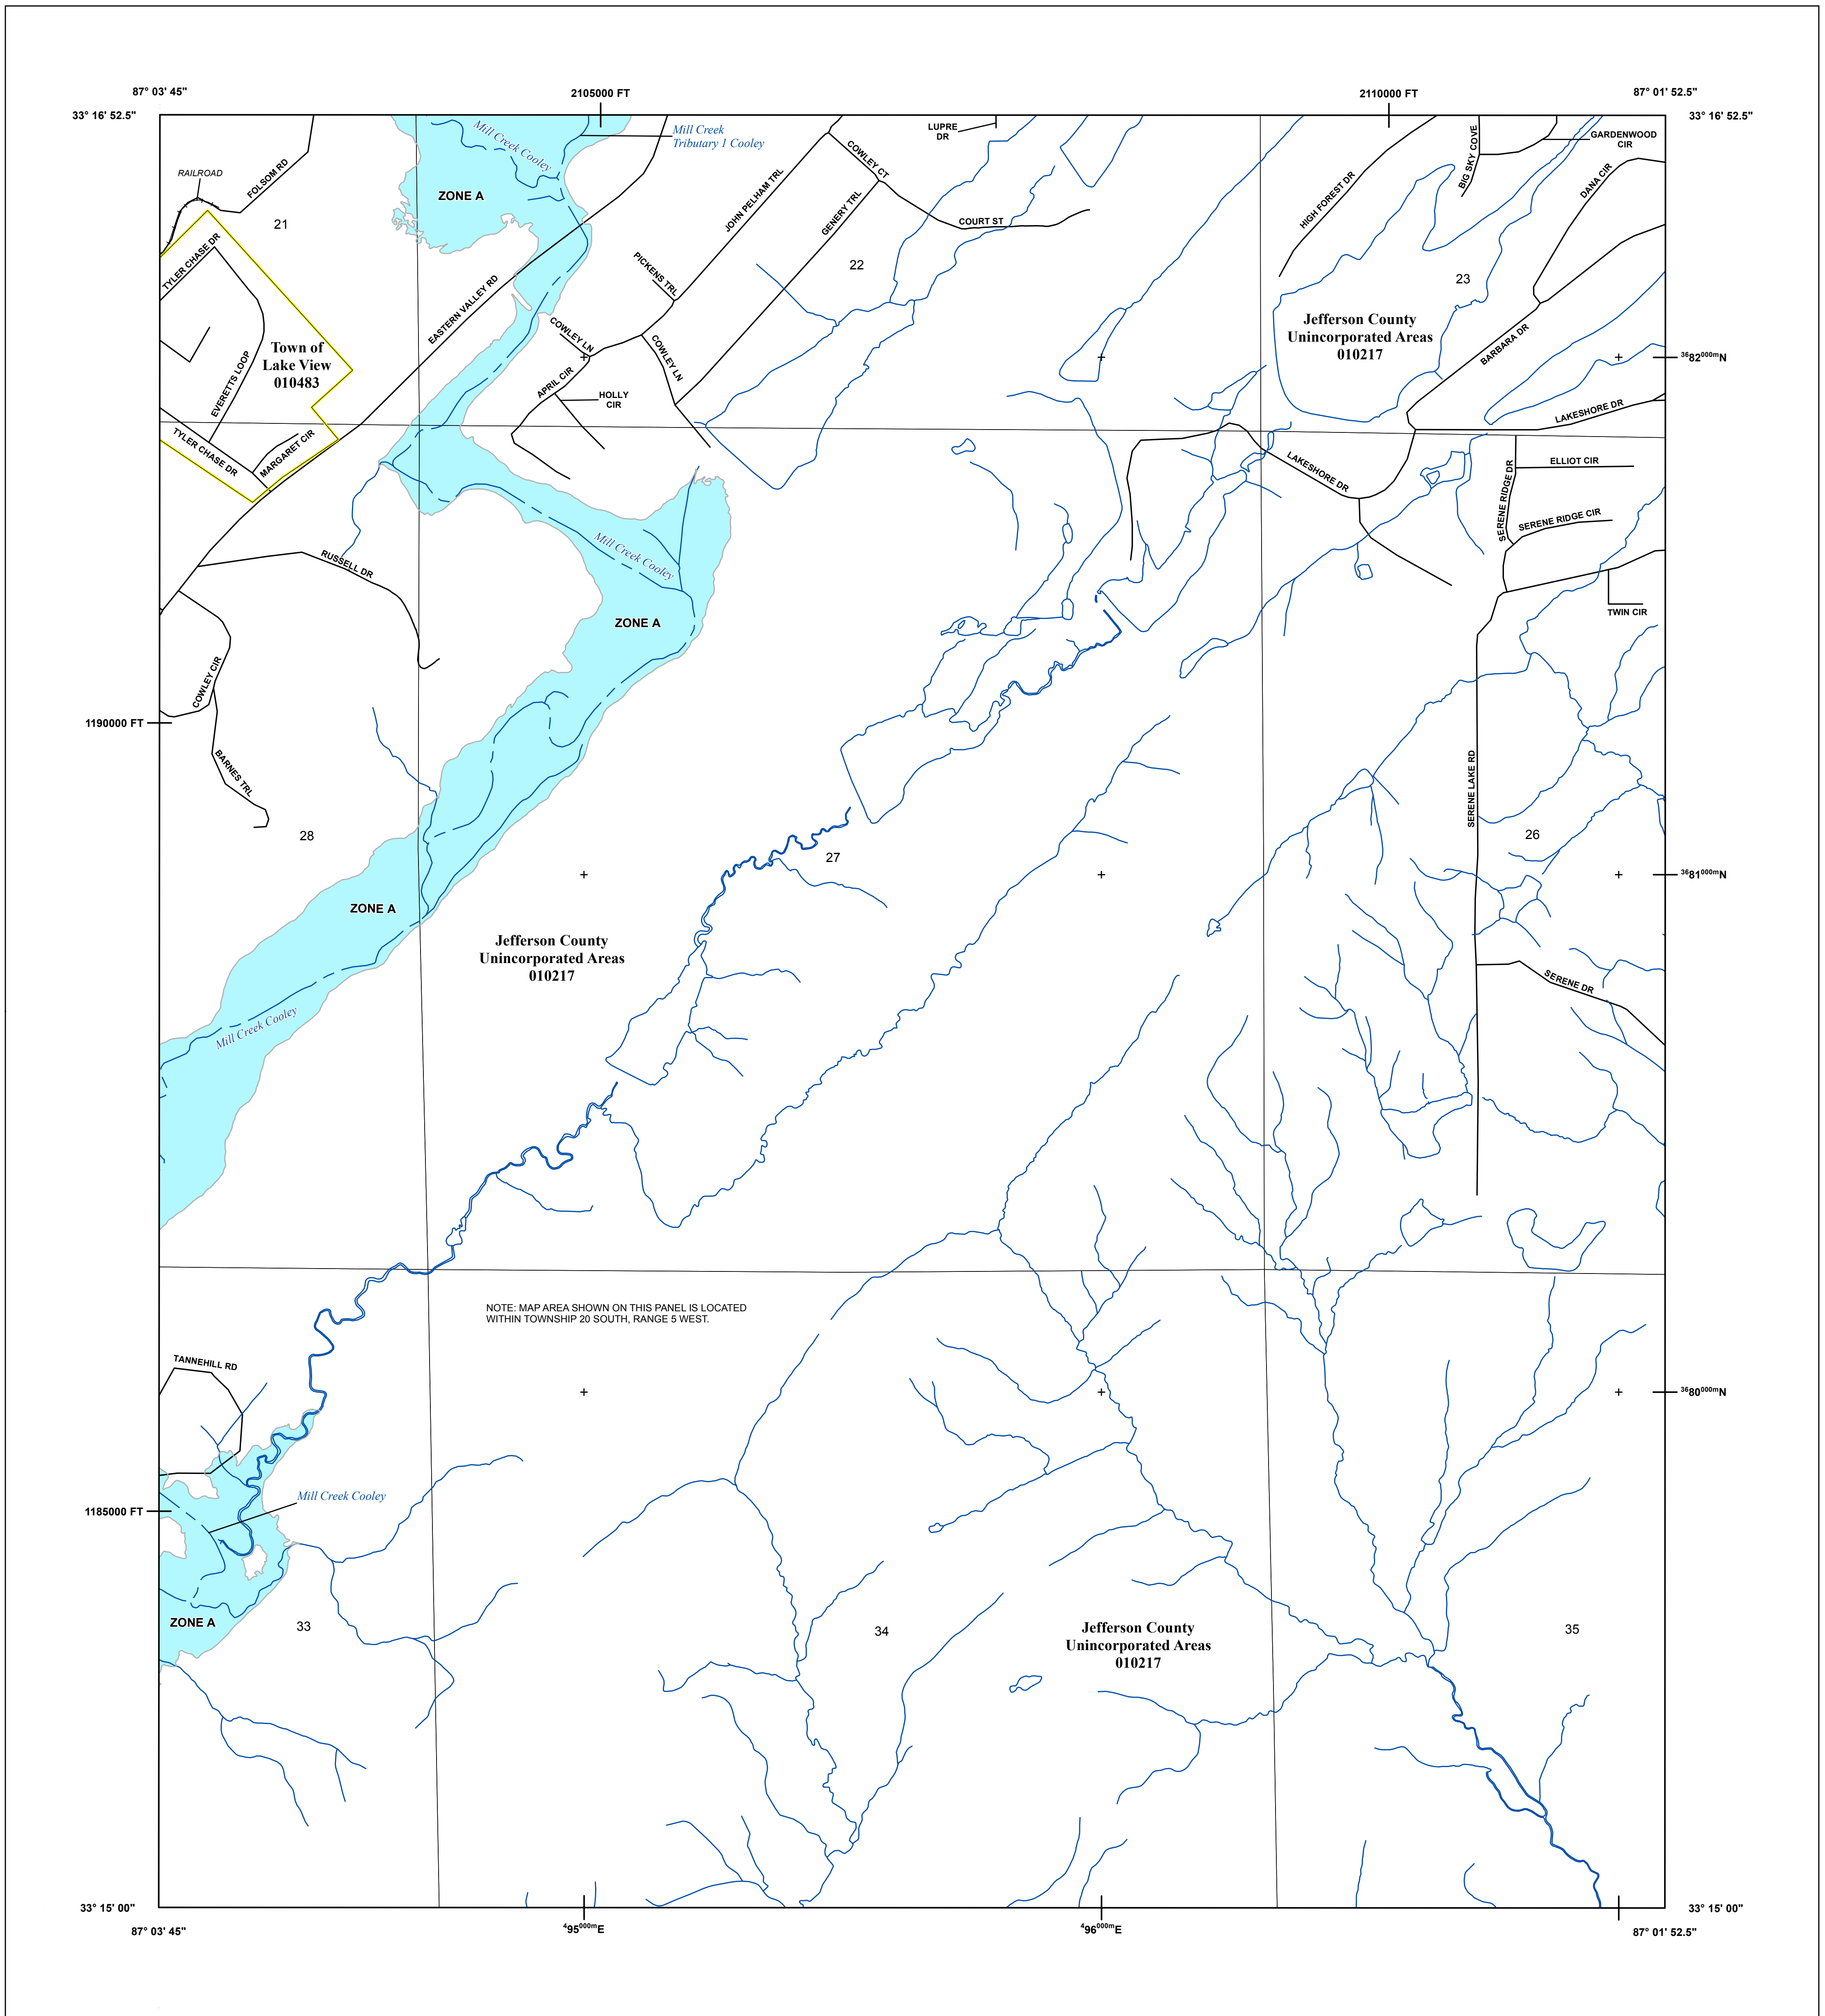 87° 03' 45"
2105000 FT
2110000 FT
87° 01' 52.5"
33° 16' 52.5"
33° 16' 52.5"
Mill Creek Cooley
Mill Creek
Tributary 1 Cooley
LUPRE
DR
COWLEY CT
BIG SKY COVE
GARDENWOOD
CIR
RAILROAD
FOLSOM RD
ZONE A
JOHN PELHAM TRL
GENERY TRL
COURT ST
HIGH FOREST DR
DANA CIR
21
TYLER CHASE DR
PICKENS TRL
22
23
EASTERN VALLEY RD
Jefferson County
Unincorporated Areas
010217
Town of
Lake View
010483
COWLEY LN
COWLEY LN
BARBARA DR
3682000mN
EVERETTS LOOP
APRIL CIR
HOLLY
CIR
LAKESHORE DR
TYLER CHASE DR
MARGARET CIR
LAKESHORE DR
SERENE RIDGE DR
ELLIOT CIR
SERENE RIDGE CIR
Mill Creek Cooley
RUSSELL DR
ZONE A
TWIN CIR
COWLEY CIR
1190000 FT
BARNES TRL
SERENE LAKE RD
28
27
26
3681000mN
ZONE A
Jefferson County
Unincorporated Areas
010217
SERENE DR
Mill Creek Cooley
NOTE: MAP AREA SHOWN ON THIS PANEL IS LOCATED
WITHIN TOWNSHIP 20 SOUTH, RANGE 5 WEST.
TANNEHILL RD
3680000mN
Mill Creek Cooley
1185000 FT
ZONE A
33
34
Jefferson County
Unincorporated Areas
010217
35
33° 15' 00"
33° 15' 00"
87° 03' 45"
495000mE
496000mE
87° 01' 52.5"